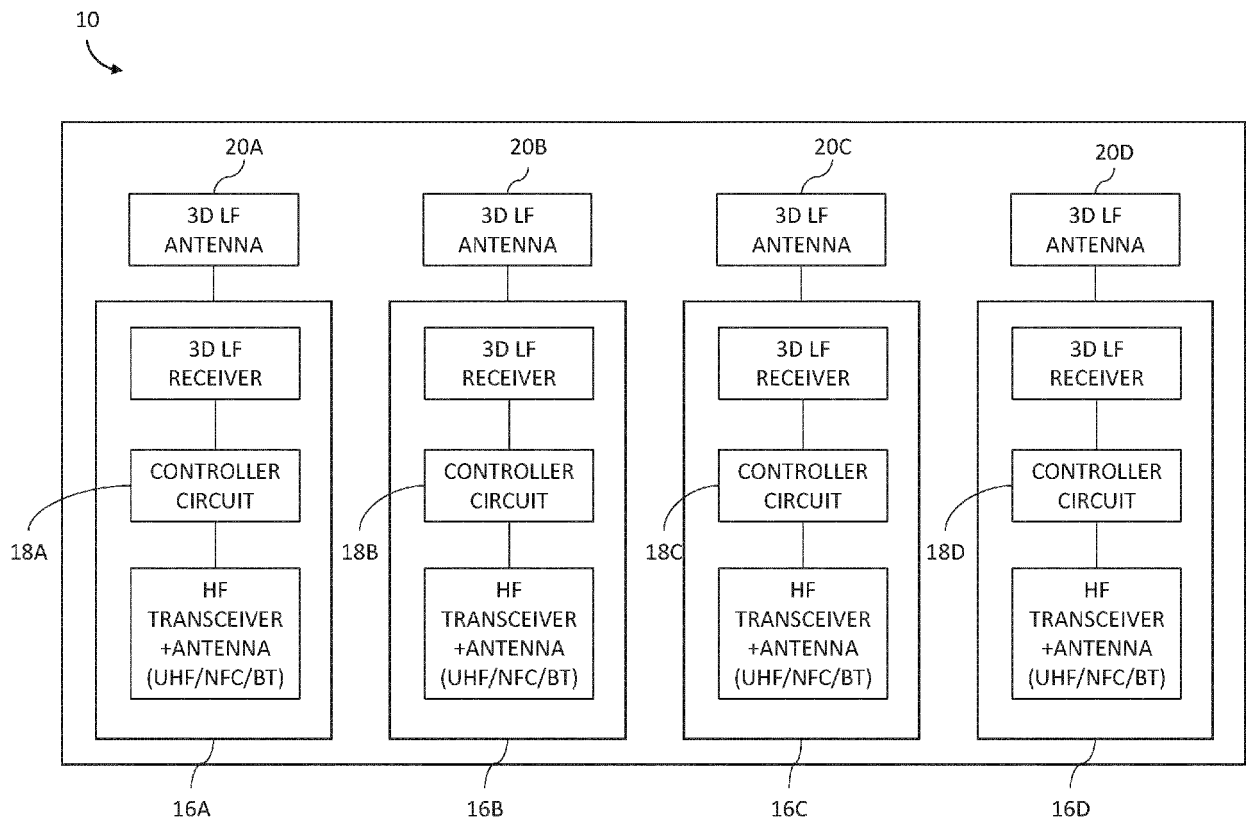 10
20A
20B
20C
20D
3D LF
ANTENNA
3D LF
ANTENNA
3D LF
ANTENNA
3D LF
ANTENNA
3D LF
RECEIVER
3D LF
RECEIVER
3D LF
RECEIVER
3D LF
RECEIVER
CONTROLLER
CIRCUIT
CONTROLLER
CIRCUIT
CONTROLLER
CIRCUIT
CONTROLLER
CIRCUIT
18A
18B
18C
18D
HF
TRANSCEIVER
+ANTENNA
(UHF/NFC/BT)
HF
TRANSCEIVER
+ANTENNA
(UHF/NFC/BT)
HF
TRANSCEIVER
+ANTENNA
(UHF/NFC/BT)
HF
TRANSCEIVER
+ANTENNA
(UHF/NFC/BT)
16A
16B
16C
16D